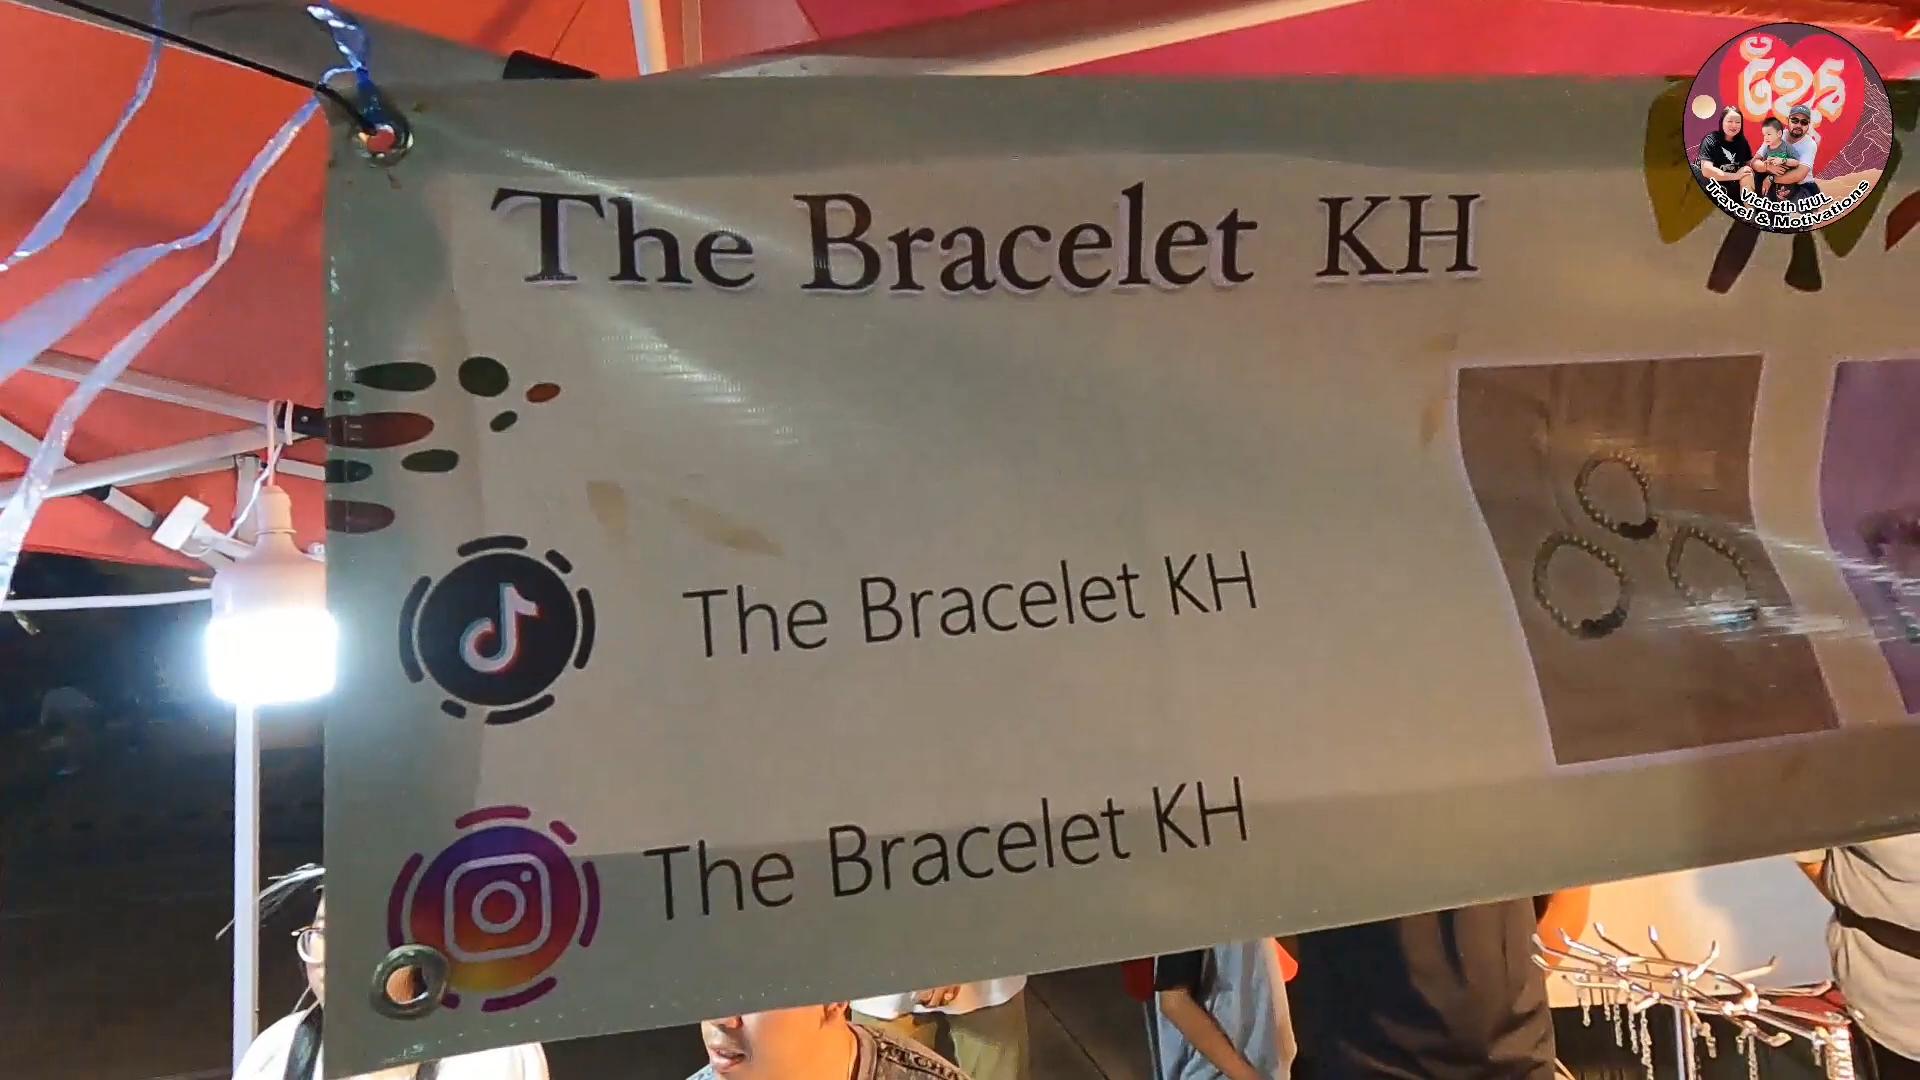 The Bracelet KH
The Bracelet KH
The Bracelet KH
Vicheth HUL
Travel & Motivations